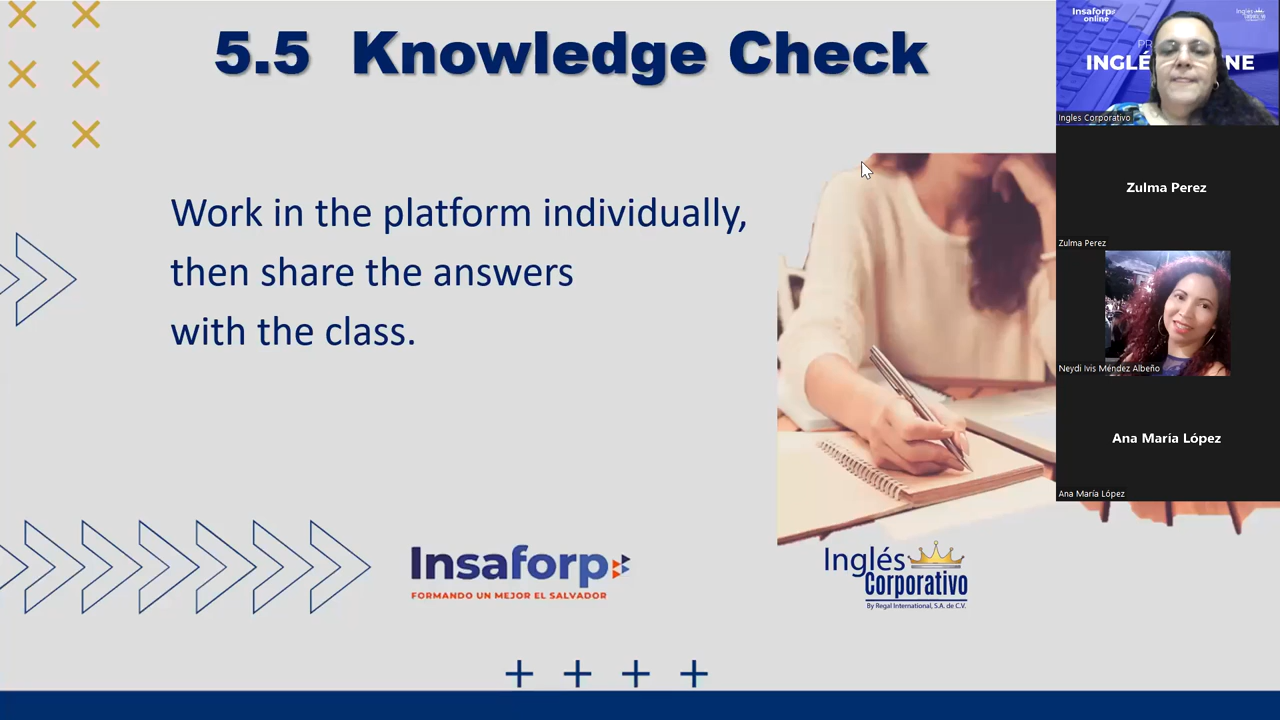 5.5 Knowledge Check
Work in the platform individually,
then share the answers
with the class.
Insaforp
FORMANDO UN MEJOR EL SALVADOR
Inglés
Corporativo
By Regal International, S.A. de C.V.
Insaforp
online
Inglés
INGLÉ NE
Ingles Corporativo
Zulma Perez
Zulma Perez
Neydi Ivis Méndez Albeño
Ana María López
Ana María López